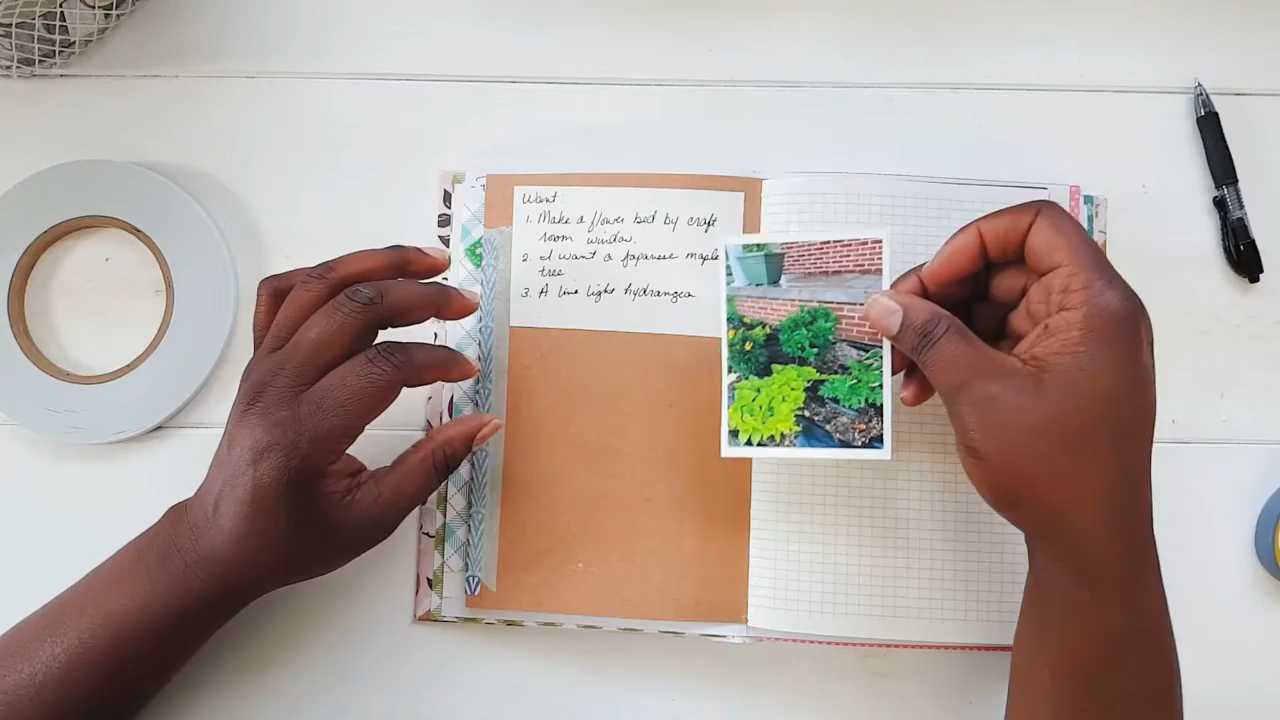 Want:
1. Make a flower bed by craft
room window.
2. I want a Japanese maple
tree
3. A lime light hydrangea